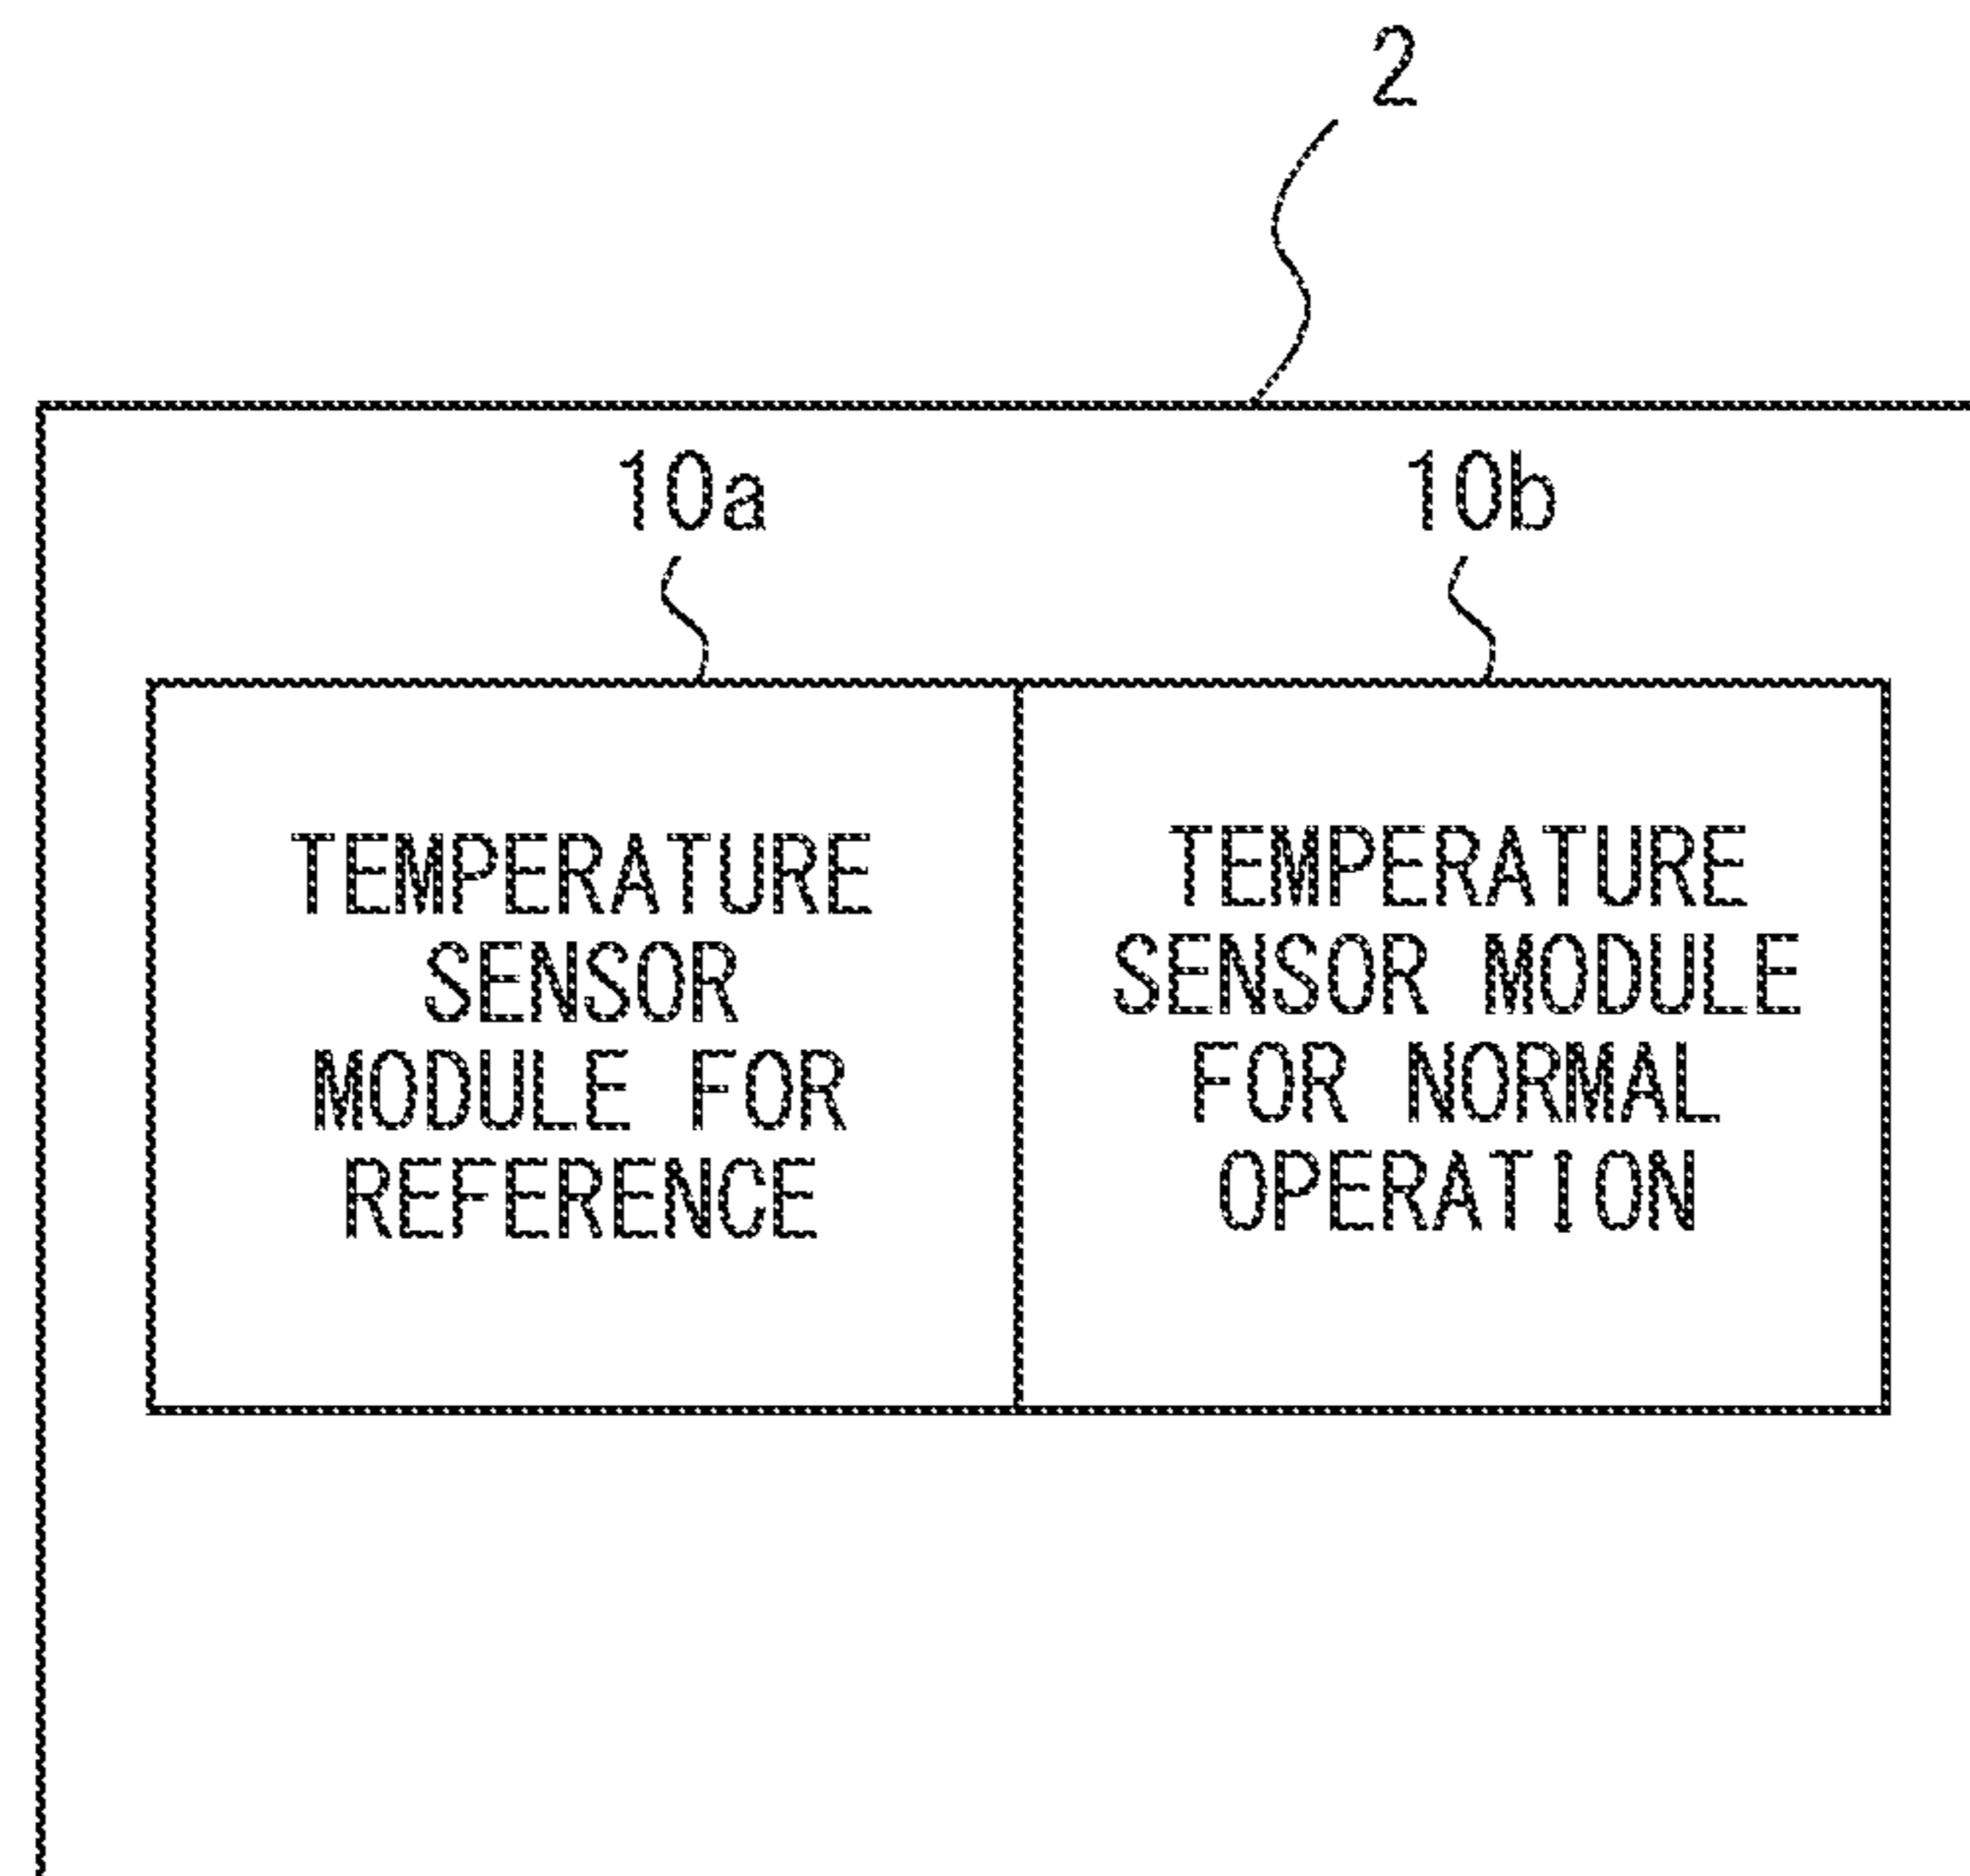 2
10a
10b
TEMPERATURE
SENSOR
MODULE FOR
REFERENCE
TEMPERATURE
SENSOR MODULE
FOR NORMAL
OPERATION